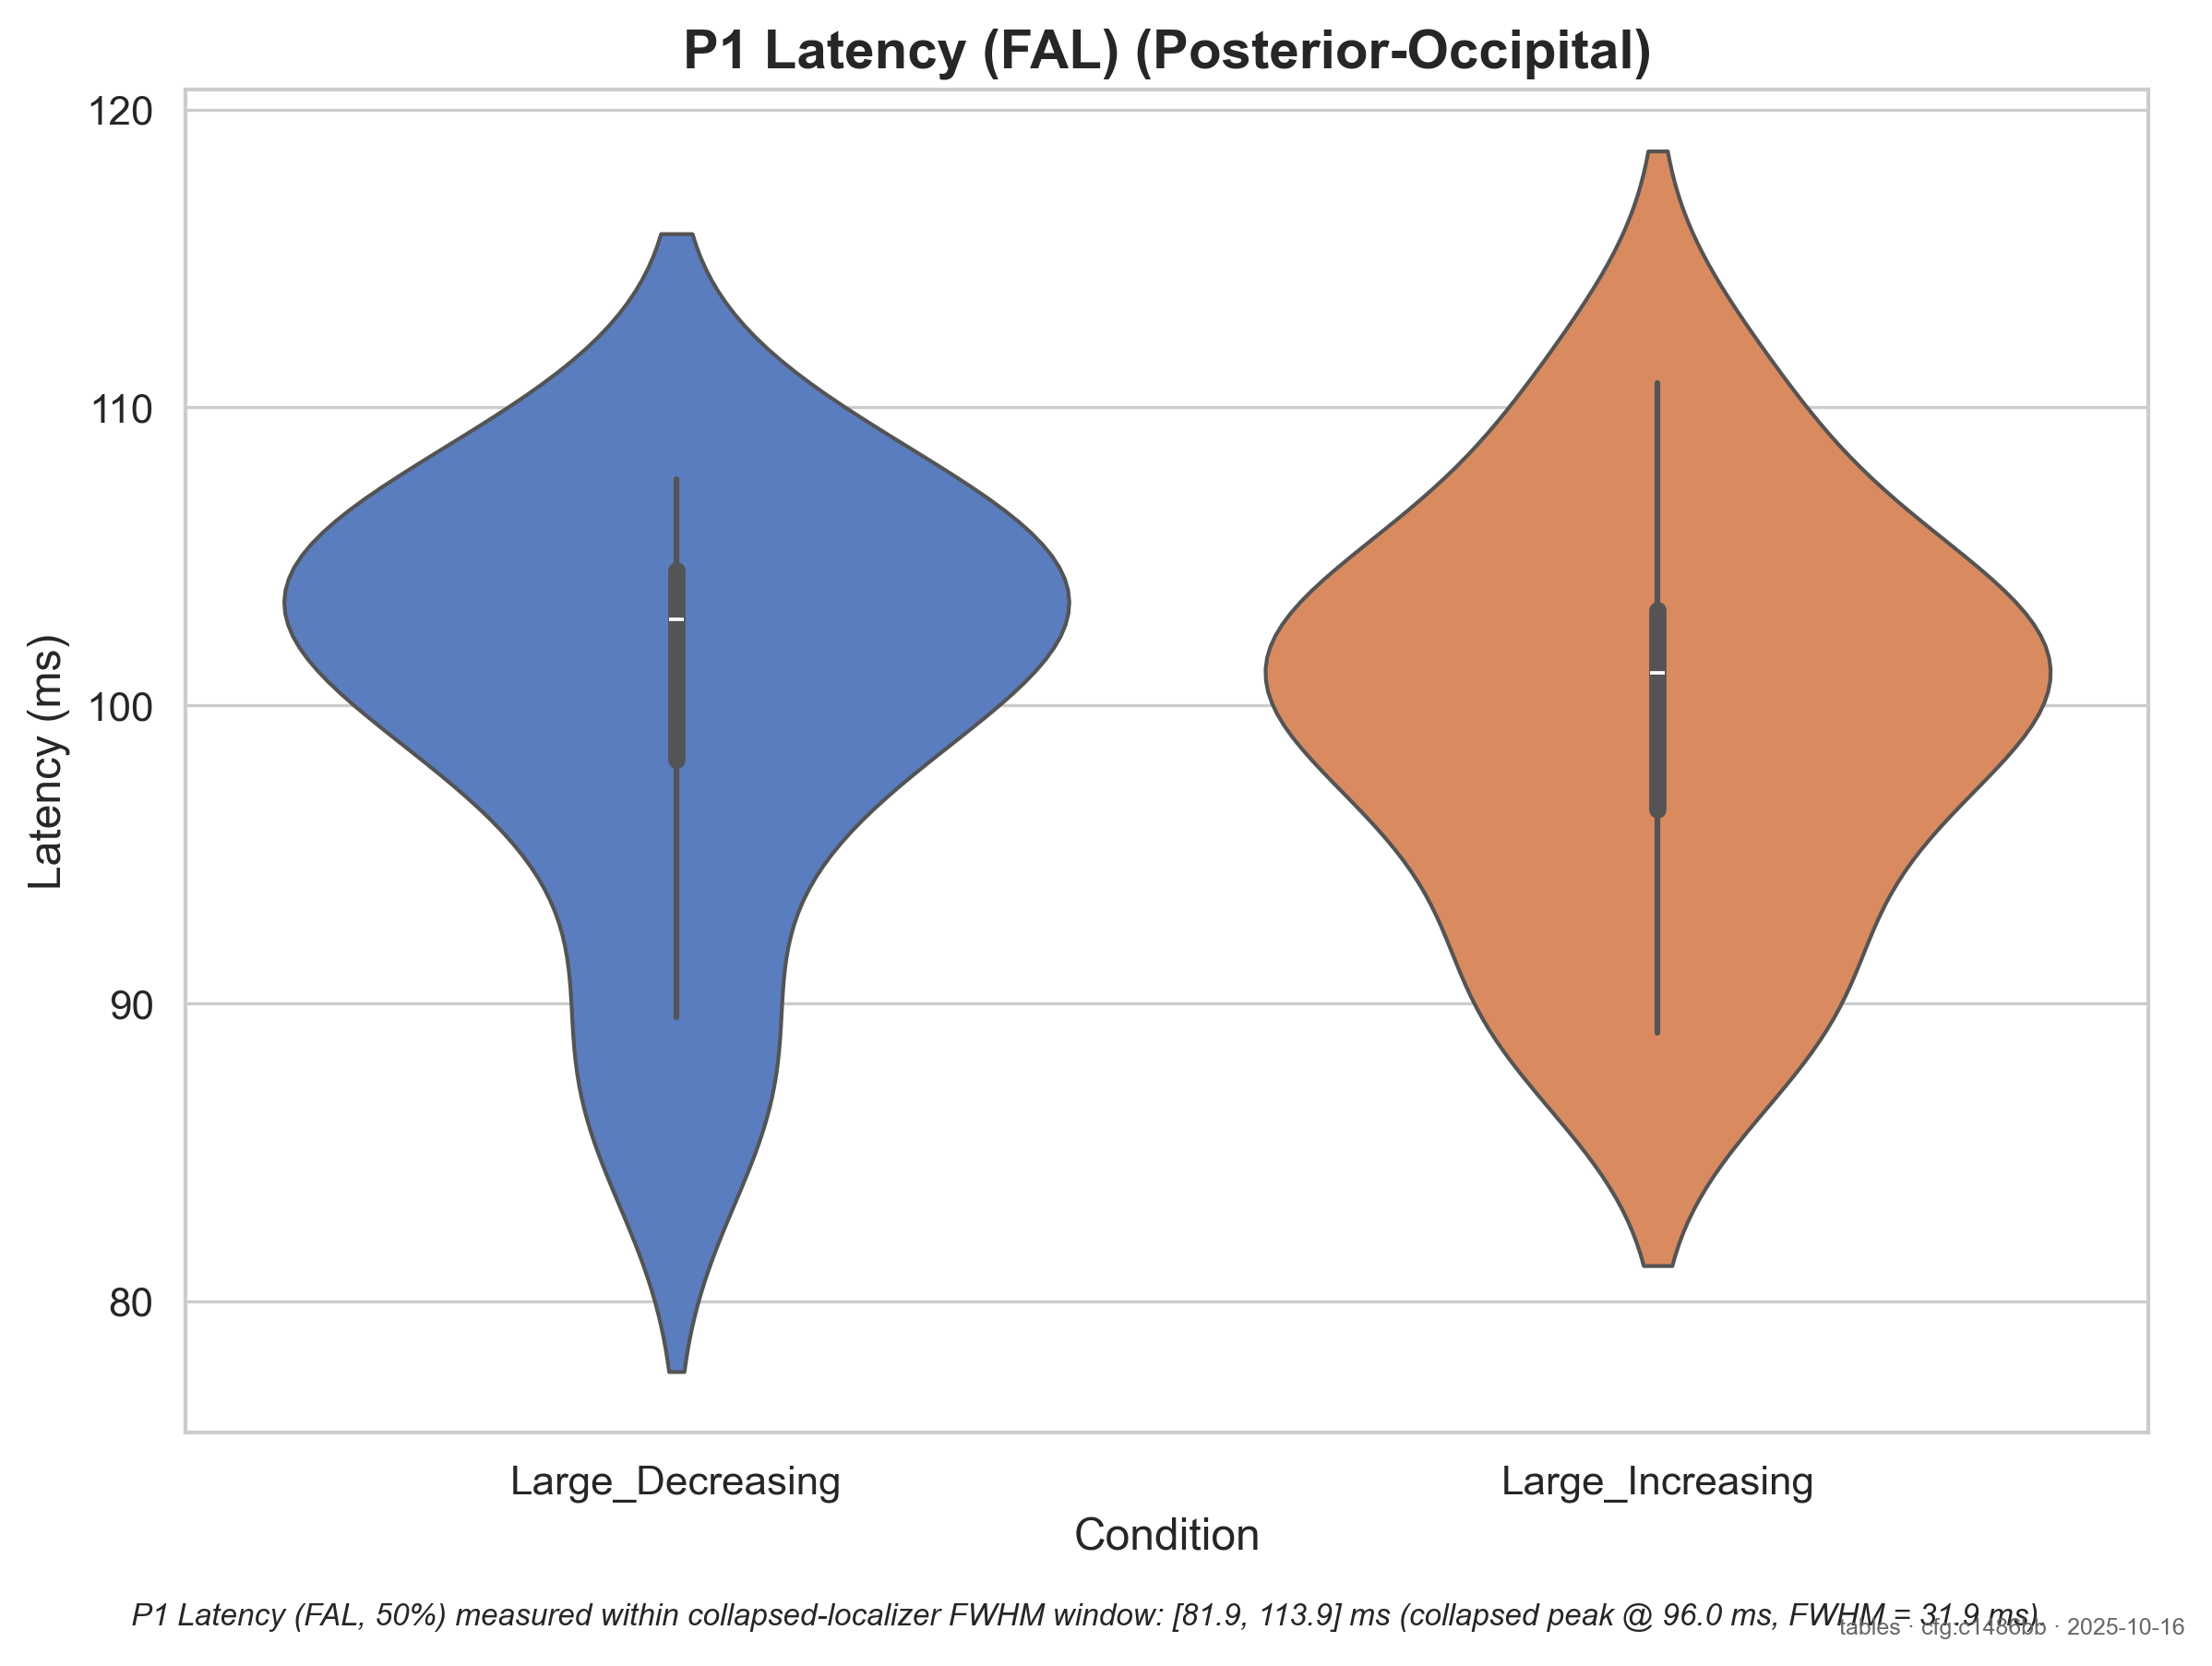 P1 Latency (FAL) (Posterior-Occipital)
120
110
100
90
80
Latency (ms)
Large_Decreasing
Large_Increasing
Condition
P1 Latency (FAL, 50%) measured within collapsed-localizer FWHM window: [81.9, 113.9] ms (collapsed peak @ 96.0 ms, FWHM = 31.9 ms).
tables · cfg:c1486bb · 2025-10-16